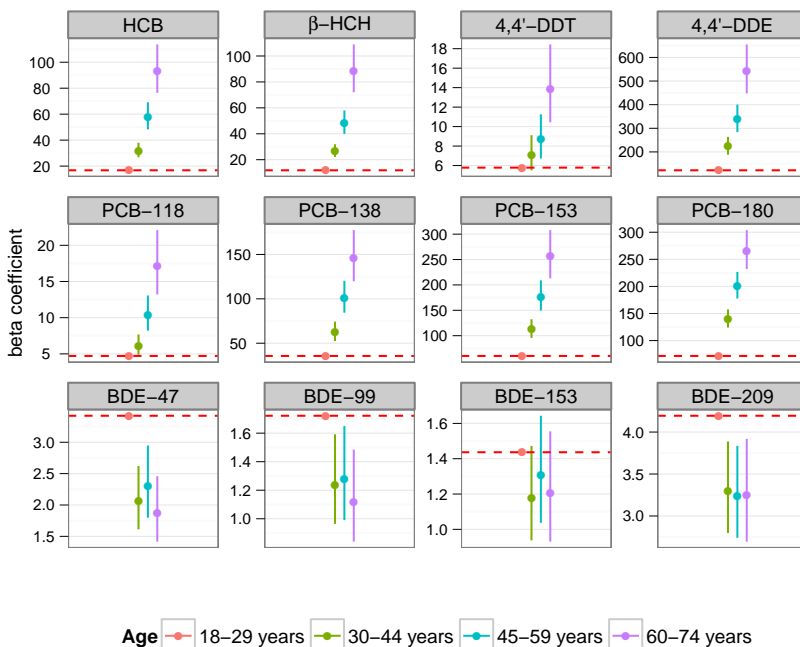 HCB β−HCH 4,4'−DDT 4,4'−DDE
20 40 60 80 100
20 40 60 80 100
6 8 10 12 14 16 18
200 300 400 500 600
PCB−118 PCB−138 PCB−153 PCB−180
5 10 15 20
50 100 150
100 150 200 250 300
100 150 200 250 300
BDE−47 BDE−99 BDE−153 BDE−209
1.5 2.0 2.5 3.0
1.0 1.2 1.4 1.6
1.0 1.2 1.4 1.6
3.0 3.5 4.0
beta coefficient
Age 18−29 years 30−44 years 45−59 years 60−74 years